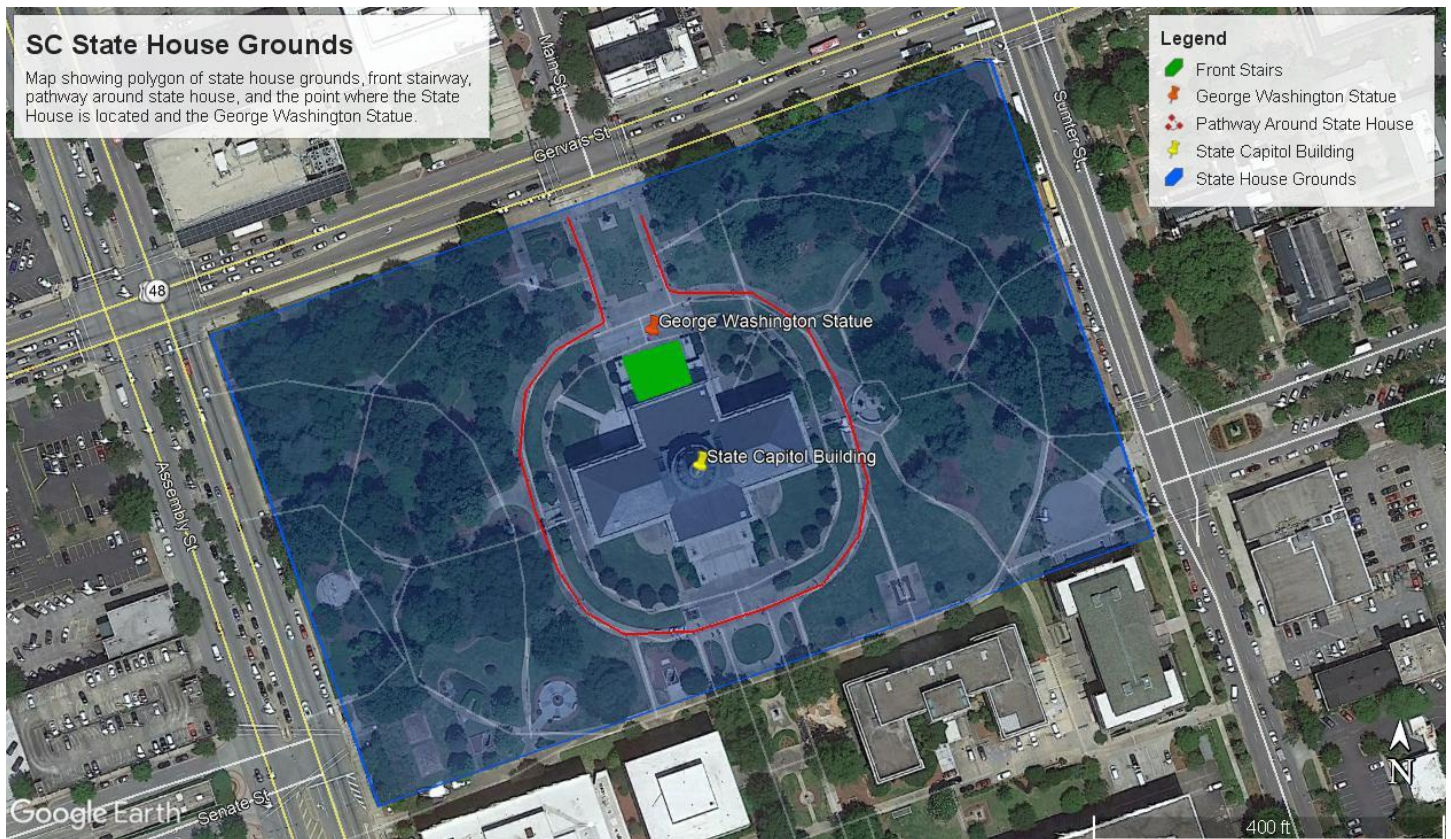 SC State House Grounds
Map showing polygon of state house grounds, front stairway,
pathway around state house, and the point where the State
House is located and the George Washington Statue.
Legend
Front Stairs
George Washington Statue
Pathway Around State House
State Capitol Building
State House Grounds
Main St
Gervais St
Sumter St
48
George Washington Statue
State Capitol Building
Assembly St
Senate St
Google Earth
N
400 ft